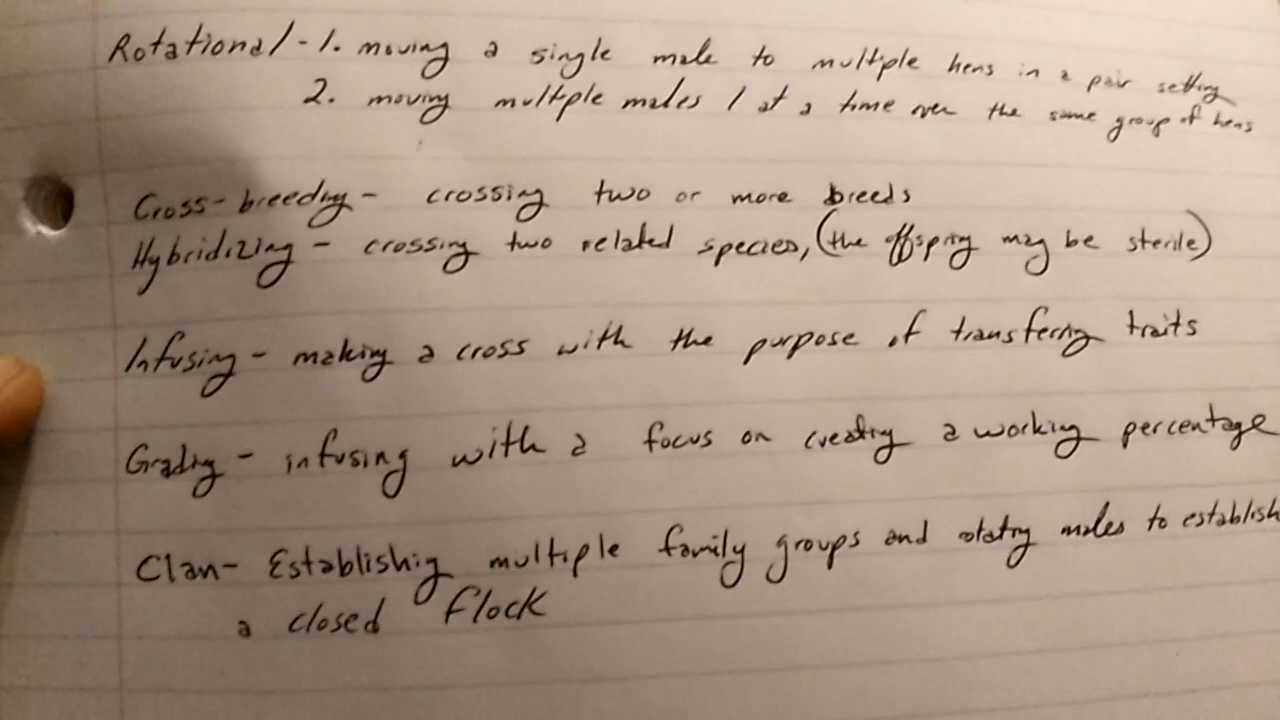 Rotational - 1. moving a single male to multiple hens in a pair setting
2. moving multple males 1 at a time over the same group of hens
Cross-breeding - crossing two or more breeds
Hybridizing - crossing two related species, (the offspring may be sterile)
Infusing - making a cross with the purpose of transferring traits
Grading - infusing with a focus on creating a working percentage
Clan - Establishing multiple family groups and rotating males to establish
a closed flock